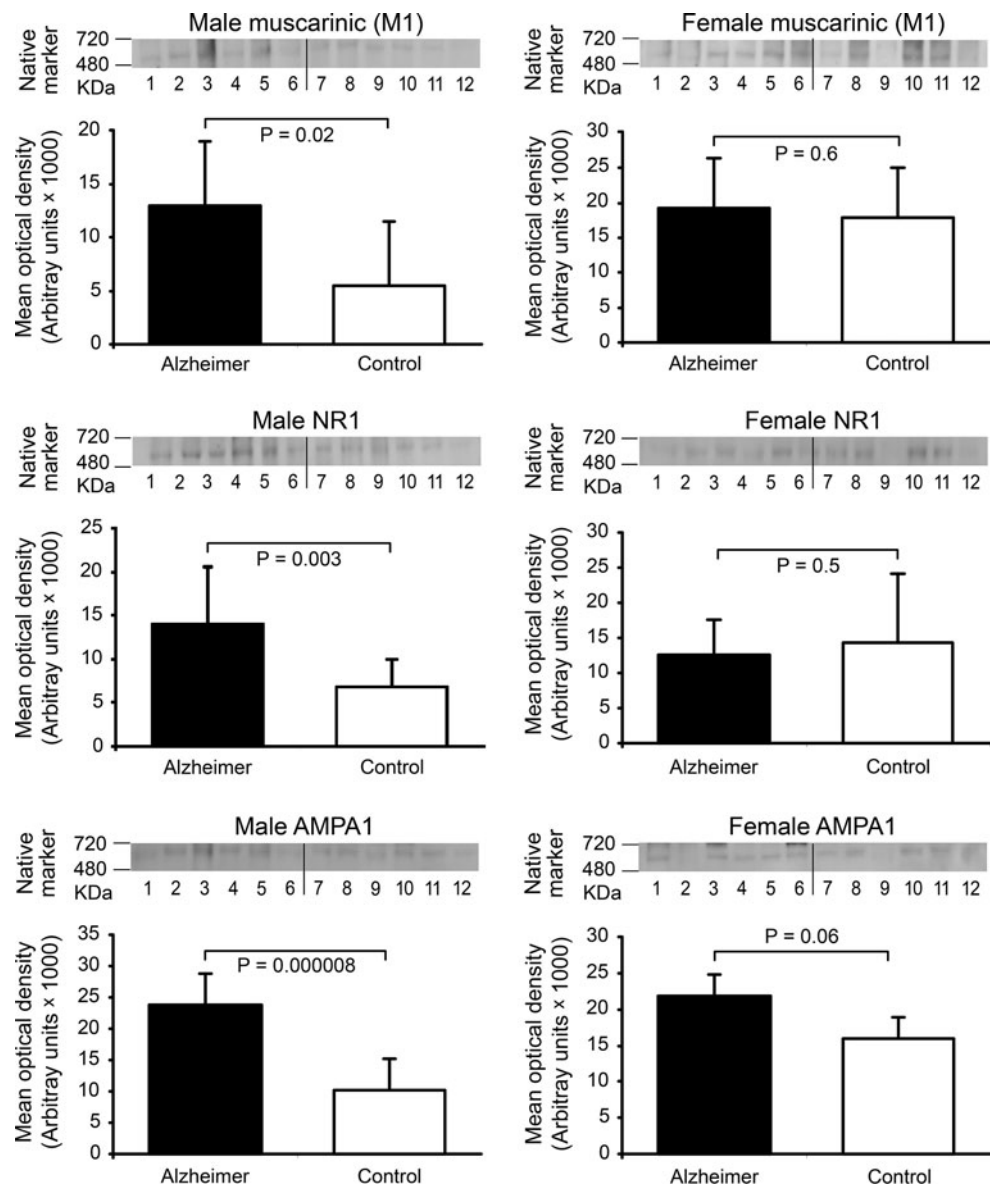 Male muscarinic (M1)
Native marker
720
480
KDa
1 2 3 4 5 6 7 8 9 10 11 12
Mean optical density
(Arbitray units × 1000)
20
15
10
5
0
P = 0.02
Alzheimer Control
Female muscarinic (M1)
Native marker
720
480
KDa
1 2 3 4 5 6 7 8 9 10 11 12
Mean optical density
(Arbitray units × 1000)
30
25
20
15
10
5
0
P = 0.6
Alzheimer Control
Male NR1
Native marker
720
480
KDa
1 2 3 4 5 6 7 8 9 10 11 12
Mean optical density
(Arbitray units × 1000)
25
20
15
10
5
0
P = 0.003
Alzheimer Control
Female NR1
Native marker
720
480
KDa
1 2 3 4 5 6 7 8 9 10 11 12
Mean optical density
(Arbitray units × 1000)
30
25
20
15
10
5
0
P = 0.5
Alzheimer Control
Male AMPA1
Native marker
720
480
KDa
1 2 3 4 5 6 7 8 9 10 11 12
Mean optical density
(Arbitray units × 1000)
35
30
25
20
15
10
5
0
P = 0.000008
Alzheimer Control
Female AMPA1
Native marker
720
480
KDa
1 2 3 4 5 6 7 8 9 10 11 12
Mean optical density
(Arbitray units × 1000)
30
25
20
15
10
5
0
P = 0.06
Alzheimer Control